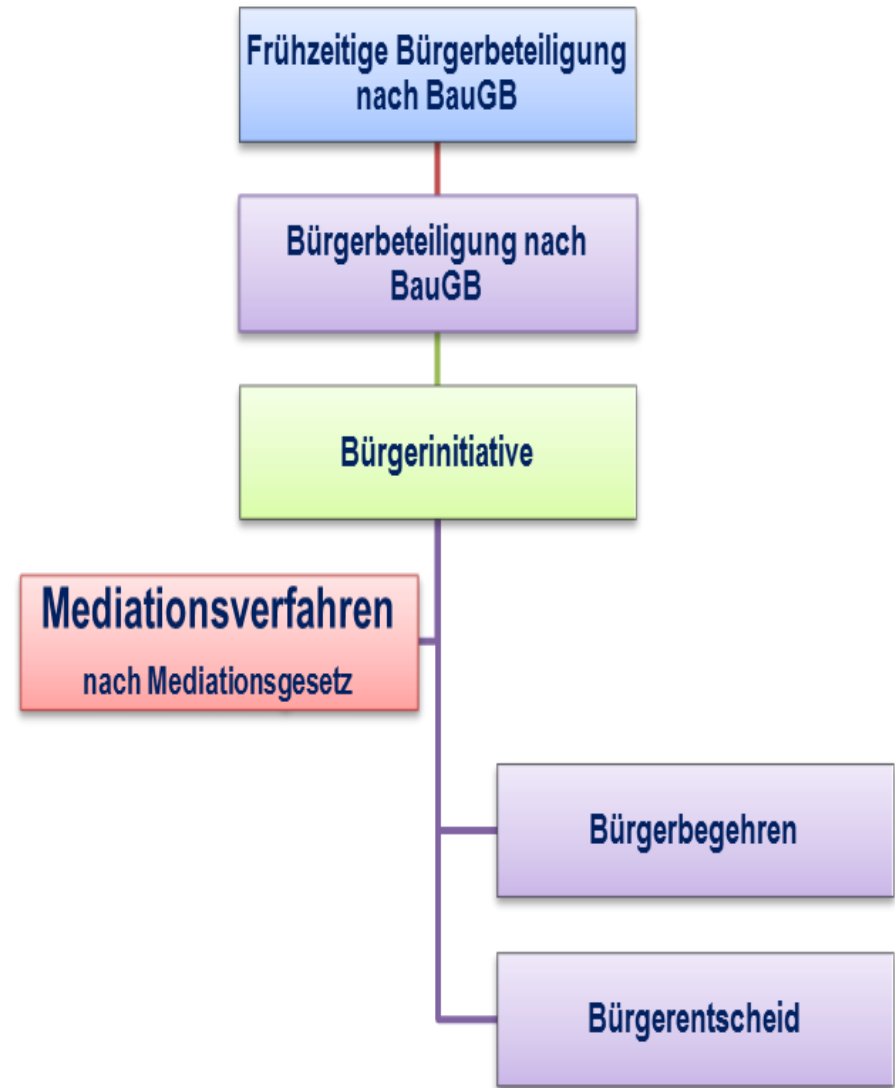 Frühzeitige Bürgerbeteiligung
nach BauGB
Bürgerbeteiligung nach
BauGB
Bürgerinitiative
Mediationsverfahren
nach Mediationsgesetz
Bürgerbegehren
Bürgerentscheid